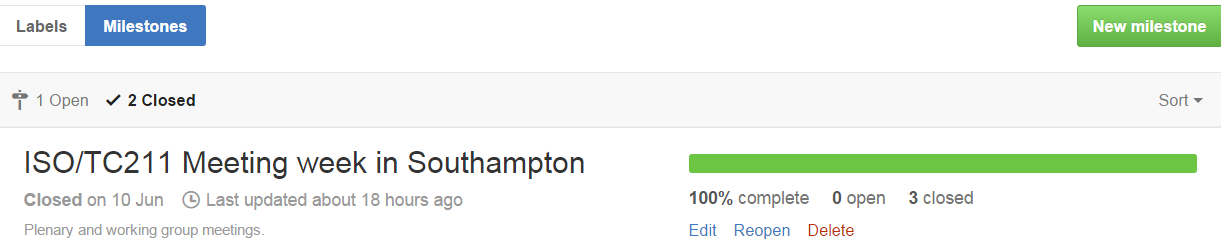 Labels Milestones New milestone
1 Open 2 Closed Sort
ISO/TC211 Meeting week in Southampton
Closed on 10 Jun Last updated about 18 hours ago
Plenary and working group meetings.
100% complete 0 open 3 closed
Edit Reopen Delete